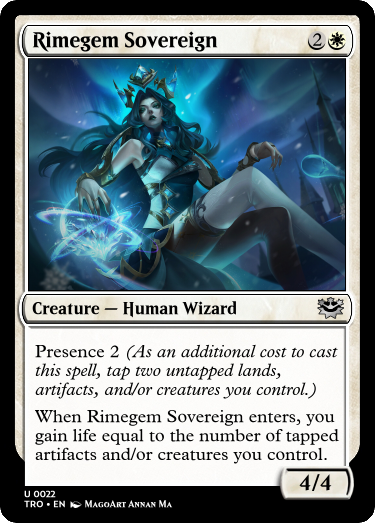 Rimegem Sovereign 2
Creature — Human Wizard
Presence 2 (As an additional cost to cast
this spell, tap two untapped lands,
artifacts, and/or creatures you control.)
When Rimegem Sovereign enters, you
gain life equal to the number of tapped
artifacts and/or creatures you control.
4/4
U 0022
TRO • EN MagoArt Annan Ma